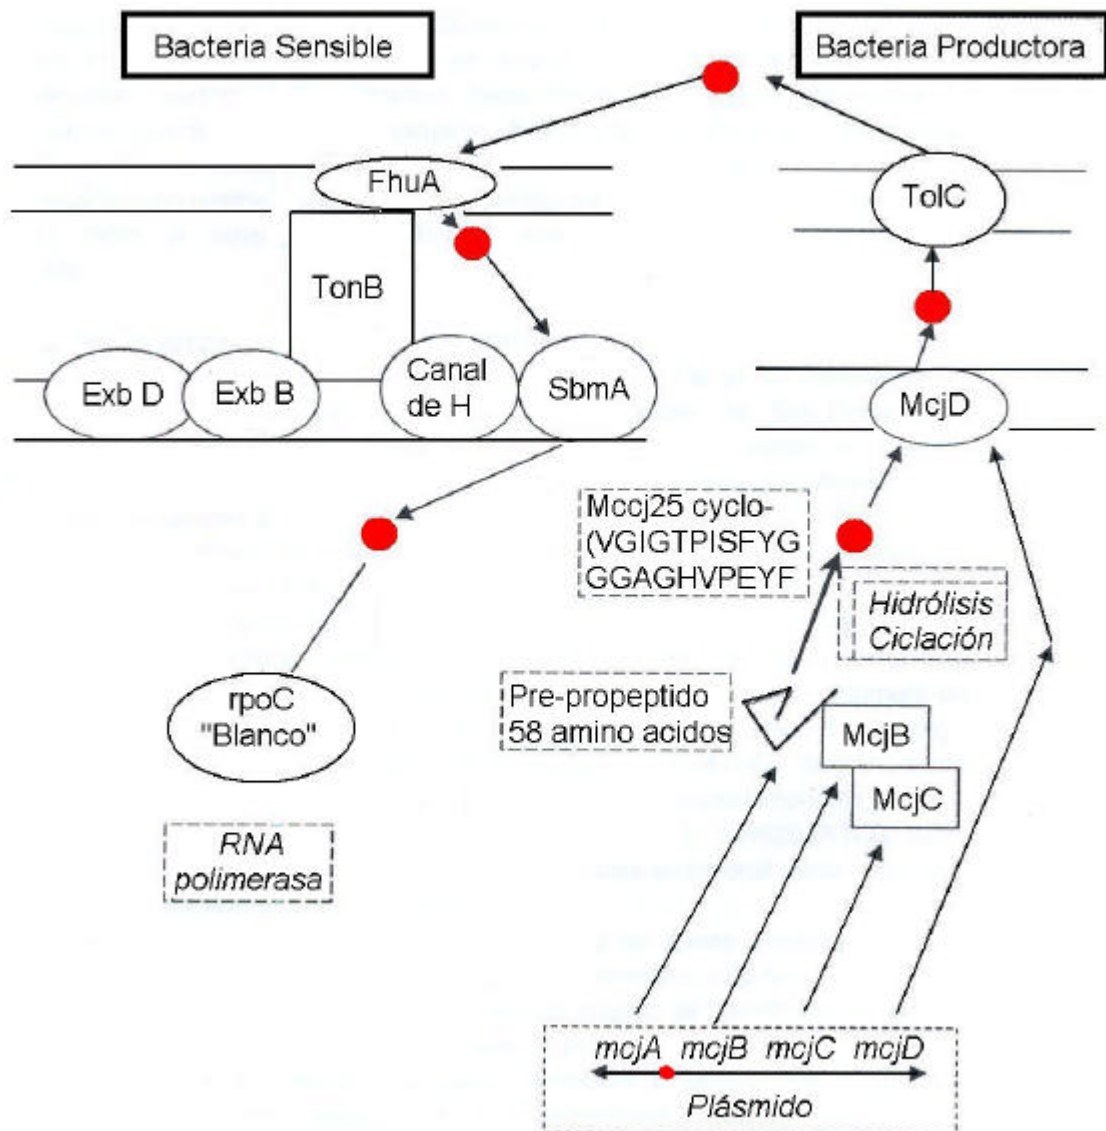 Bacteria Sensible
Bacteria Productora
FhuA
TolC
TonB
Exb D
Exb B
Canal
de H
SbmA
McjD
Mccj25 cyclo-
(VGIGTPISFYG
GGAGHVPEYF
Hidrólisis
Ciclación
Pre-propeptido
58 amino acidos
rpoC
"Blanco"
McjB
McjC
RNA
polimerasa
mcjA mcjB mcjC mcjD
Plásmido